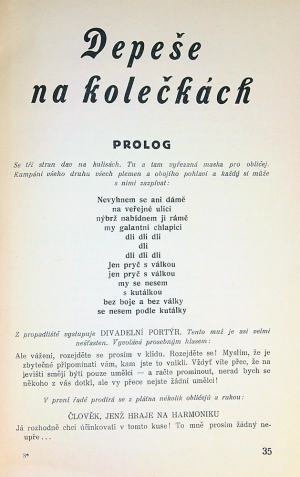 Depeše
na kolečkách
PROLOG
Se tří stran dav na kulisách. Tu a tam vyřezaná maska pro obličej.
Kumpáni všeho druhu všech plemen a obojího pohlaví a každý si může
s nimi zazpívat:
Nevyhnem se ani dámě
na veřejné ulici
nýbrž nabídnem jí rámě
my galantní chlapíci
dli dli dli
dli
dli dli dli
Jen pryč s válkou
jen pryč s válkou
my se nesem
s kutálkou
bez boje a bez války
se nesem podle kutálky
Z propadliště vystupuje DIVADELNÍ PORTÝR. Tento muž je asi velmi
nešťasten. Vyvolává prosebným hlasem:
Ale vážení, rozejděte se prosím v klidu. Rozejděte se! Myslím, že je
zbytečné připomínati vám, kam jste to vnikli. Vždyť víte přec, že na
jevišti smějí býti pouze umělci — a račte prominout, nerad bych se
někoho z vás dotkl, ale vy přece nejste žádní umělci!
V první řadě prodírá se z plátna několik obličejů a rukou:
ČLOVĚK, JENŽ HRAJE NA HARMONIKU
Já rozhodně chci účinkovati v tomto kuse! To mně prosím žádný ne-
upře...
3*
35